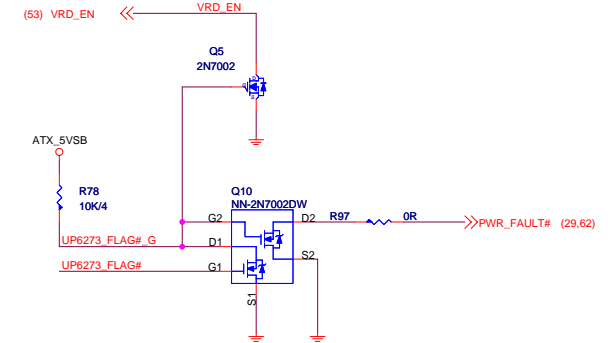 (53) VRD_EN VRD_EN
Q5
2N7002
D
G
S
ATX_5VSB
R78
10K/4
Q10
NN-2N7002DW
G2 D2 R97 0R PWR_FAULT# (29,62)
UP6273_FLAG#_G D1
S2
UP6273_FLAG# G1
S1